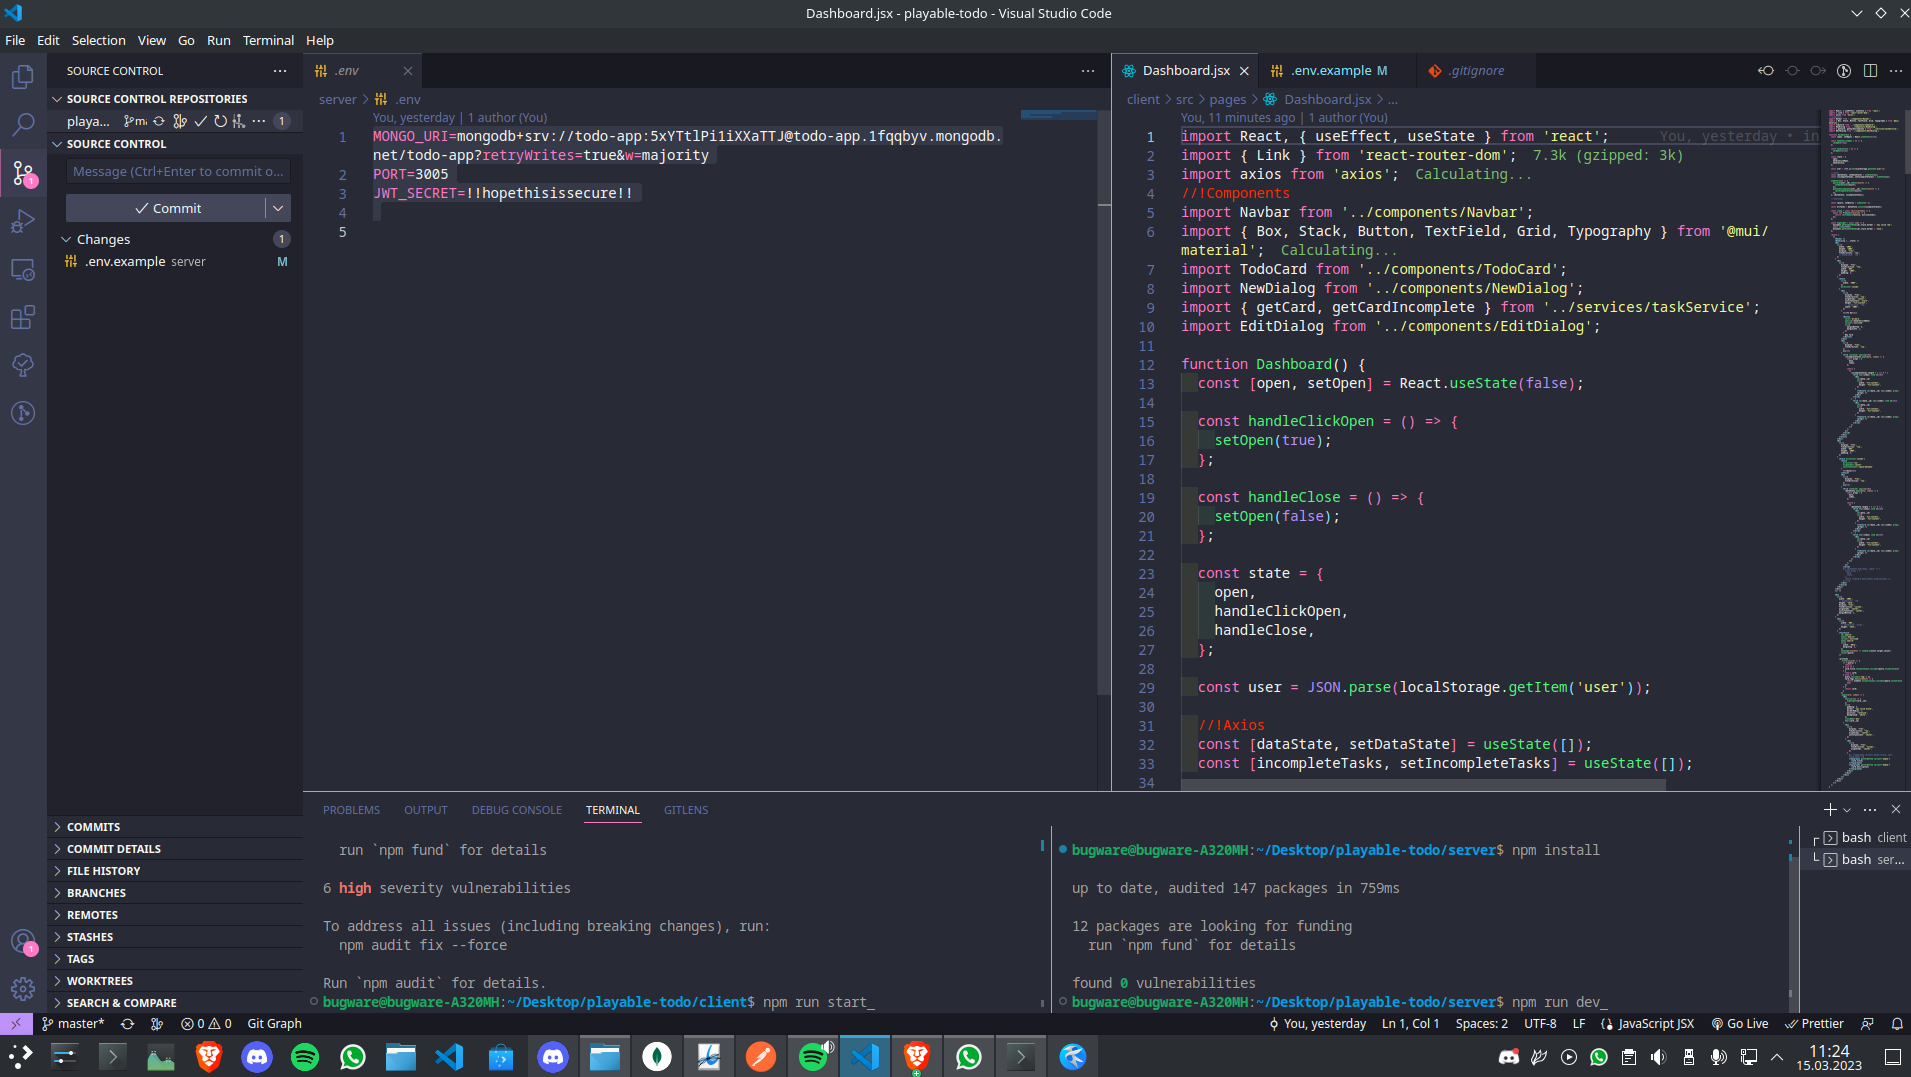 Dashboard.jsx - playable-todo - Visual Studio Code
File Edit Selection View Go Run Terminal Help
SOURCE CONTROL
SOURCE CONTROL REPOSITORIES
playa... 1
SOURCE CONTROL
Message (Ctrl+Enter to commit o...
Commit
Changes 1
.env.example server M
COMMITS
COMMIT DETAILS
FILE HISTORY
BRANCHES
REMOTES
STASHES
TAGS
WORKTREES
SEARCH & COMPARE
.env
server > .env
You, yesterday | 1 author (You)
1 MONGO_URI=mongodb+srv://todo-app:5xYTtlPi1iXXaTTJ@todo-app.1fqqbyv.mongodb.
net/todo-app?retryWrites=true&w=majority
2 PORT=3005
3 JWT_SECRET=!!hopethisissecure!!
4
5
Dashboard.jsx .env.example M .gitignore
client > src > pages > Dashboard.jsx > ...
You, 11 minutes ago | 1 author (You)
1 import React, { useEffect, useState } from 'react'; You, yesterday • in
2 import { Link } from 'react-router-dom'; 7.3k (gzipped: 3k)
3 import axios from 'axios'; Calculating...
4 //!Components
5 import Navbar from '../components/Navbar';
6 import { Box, Stack, Button, TextField, Grid, Typography } from '@mui/
material'; Calculating...
7 import TodoCard from '../components/TodoCard';
8 import NewDialog from '../components/NewDialog';
9 import { getCard, getCardIncomplete } from '../services/taskService';
10 import EditDialog from '../components/EditDialog';
11
12 function Dashboard() {
13 const [open, setOpen] = React.useState(false);
14
15 const handleClickOpen = () => {
16 setOpen(true);
17 };
18
19 const handleClose = () => {
20 setOpen(false);
21 };
22
23 const state = {
24 open,
25 handleClickOpen,
26 handleClose,
27 };
28
29 const user = JSON.parse(localStorage.getItem('user'));
30
31 //!Axios
32 const [dataState, setDataState] = useState([]);
33 const [incompleteTasks, setIncompleteTasks] = useState([]);
34
PROBLEMS OUTPUT DEBUG CONSOLE TERMINAL GITLENS
run `npm fund` for details
6 high severity vulnerabilities
To address all issues (including breaking changes), run:
npm audit fix --force
Run `npm audit` for details.
bugware@bugware-A320MH:~/Desktop/playable-todo/client$ npm run start_
bugware@bugware-A320MH:~/Desktop/playable-todo/server$ npm install
up to date, audited 147 packages in 759ms
12 packages are looking for funding
run `npm fund` for details
found 0 vulnerabilities
bugware@bugware-A320MH:~/Desktop/playable-todo/server$ npm run dev_
bash client
bash ser...
master* 0 0 Git Graph
You, yesterday Ln 1, Col 1 Spaces: 2 UTF-8 LF JavaScript JSX Go Live Prettier
11:24
15.03.2023